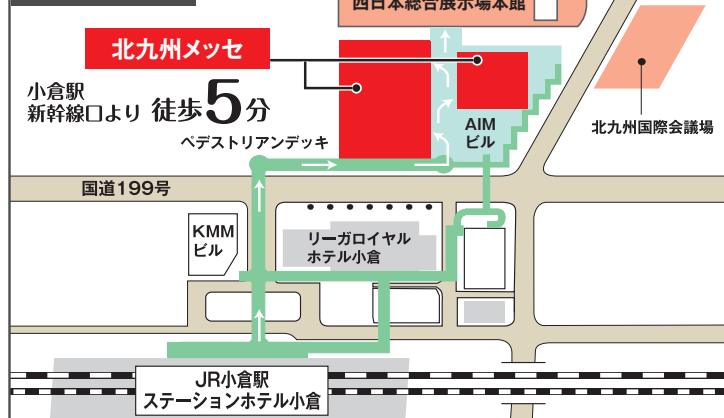 西日本総合展示場本館
北九州メッセ
小倉駅
新幹線口より 徒歩5分
ペデストリアンデッキ
AIM
ビル
北九州国際会議場
国道199号
KMM
ビル
リーガロイヤル
ホテル小倉
JR小倉駅
ステーションホテル小倉